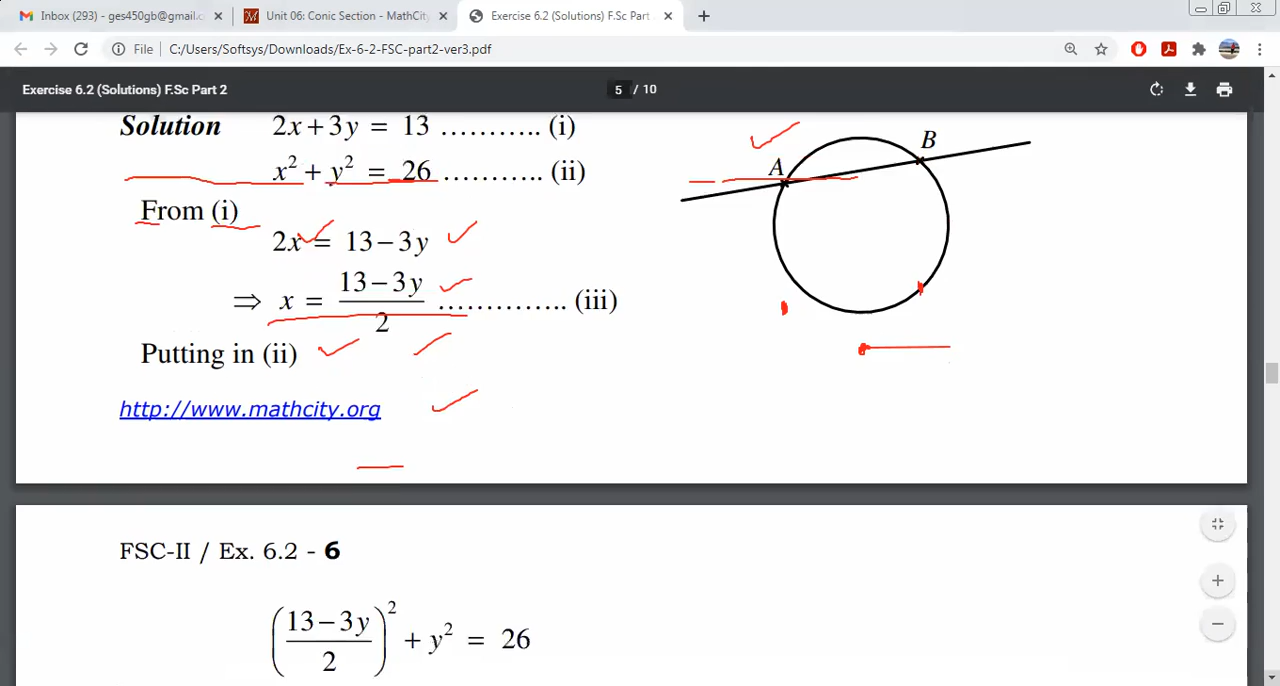 Inbox (293) - ges450gb@gmail.c
Unit 06: Conic Section - MathCity
Exercise 6.2 (Solutions) F.Sc Part
File C:/Users/Softsys/Downloads/Ex-6-2-FSC-part2-ver3.pdf
Exercise 6.2 (Solutions) F.Sc Part 2
5 / 10
Solution 2x+3y = 13 ........... (i)
x² + y² = 26 ........... (ii)
From (i)
2x = 13 − 3y
⇒ x = (13 − 3y)/2 .............. (iii)
Putting in (ii)
http://www.mathcity.org
A
B
FSC-II / Ex. 6.2 - 6
((13 − 3y)/2)² + y² = 26